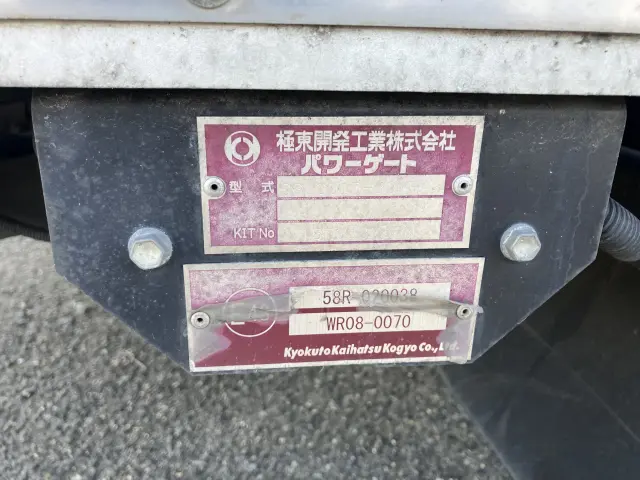 極東開発工業株式会社
パワーゲート
型 式
KIT No
58R-020038
WR08-0070
Kyokuto Kaihatsu Kogyo Co., Ltd.